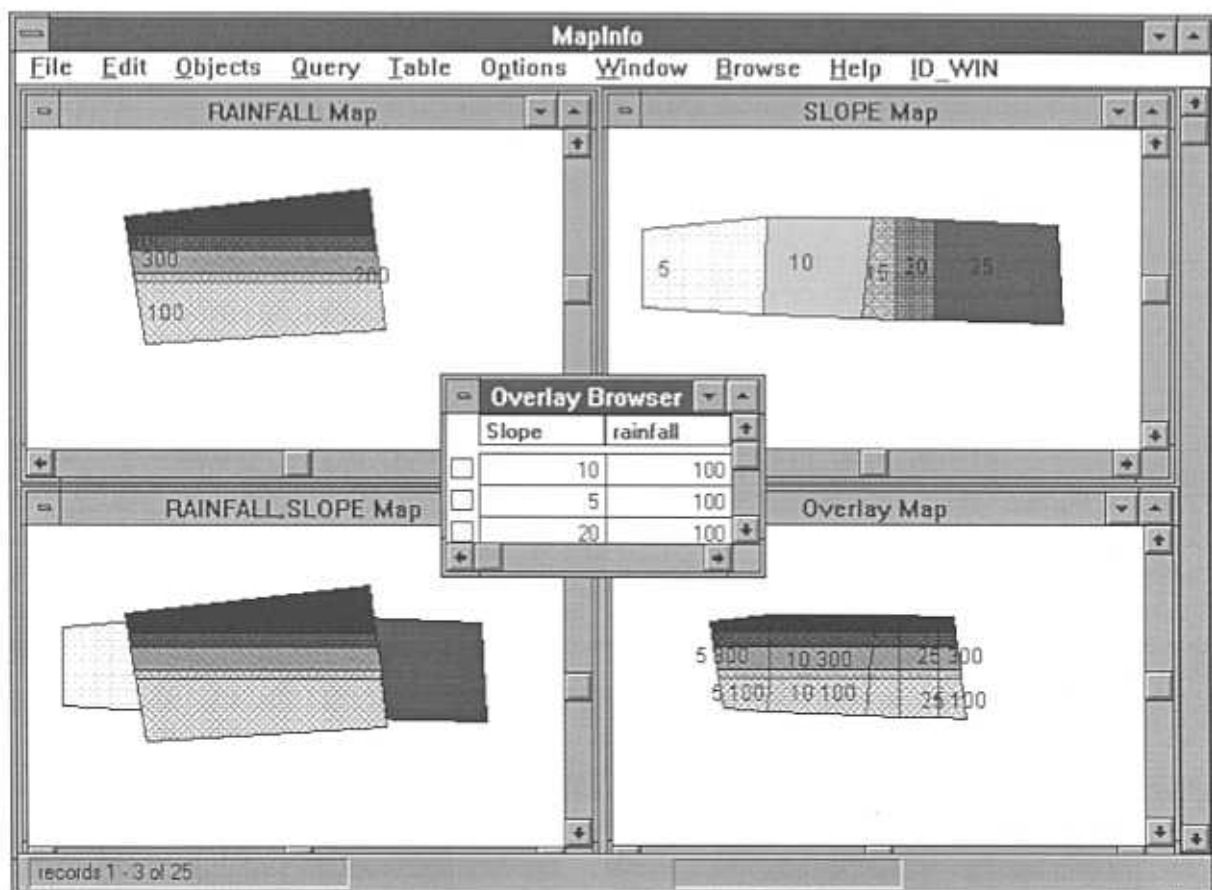 MapInfo
File Edit Objects Query Table Options Window Browse Help ID_WIN
RAINFALL Map
300
200
100
SLOPE Map
5 10 15 20 25
Overlay Browser
Slope rainfall
10 100
5 100
20 100
RAINFALL,SLOPE Map
Overlay Map
5 300 10 300 25 300
5 100 10 100 25 100
records 1 - 3 of 25